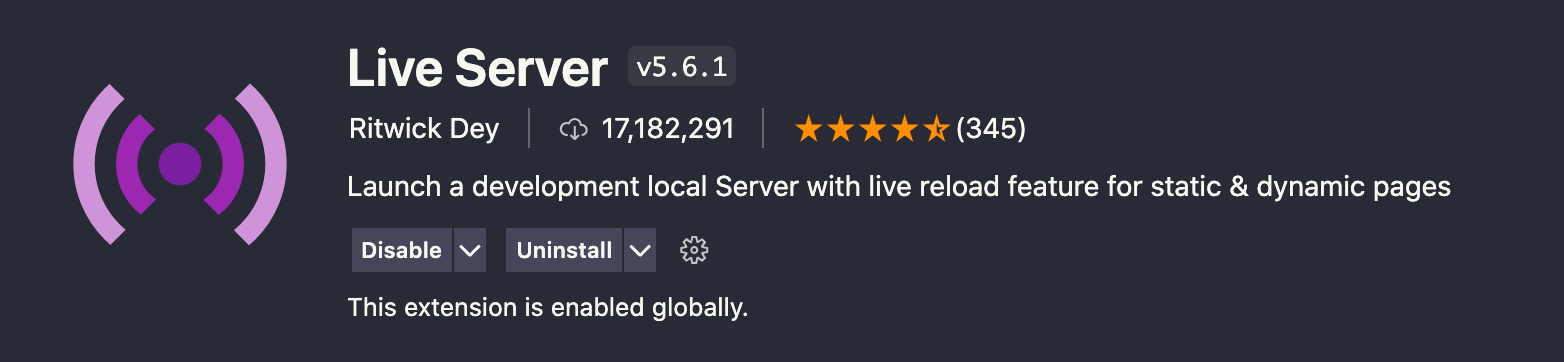 Live Server v5.6.1
Ritwick Dey 17,182,291 (345)
Launch a development local Server with live reload feature for static & dynamic pages
Disable Uninstall
This extension is enabled globally.